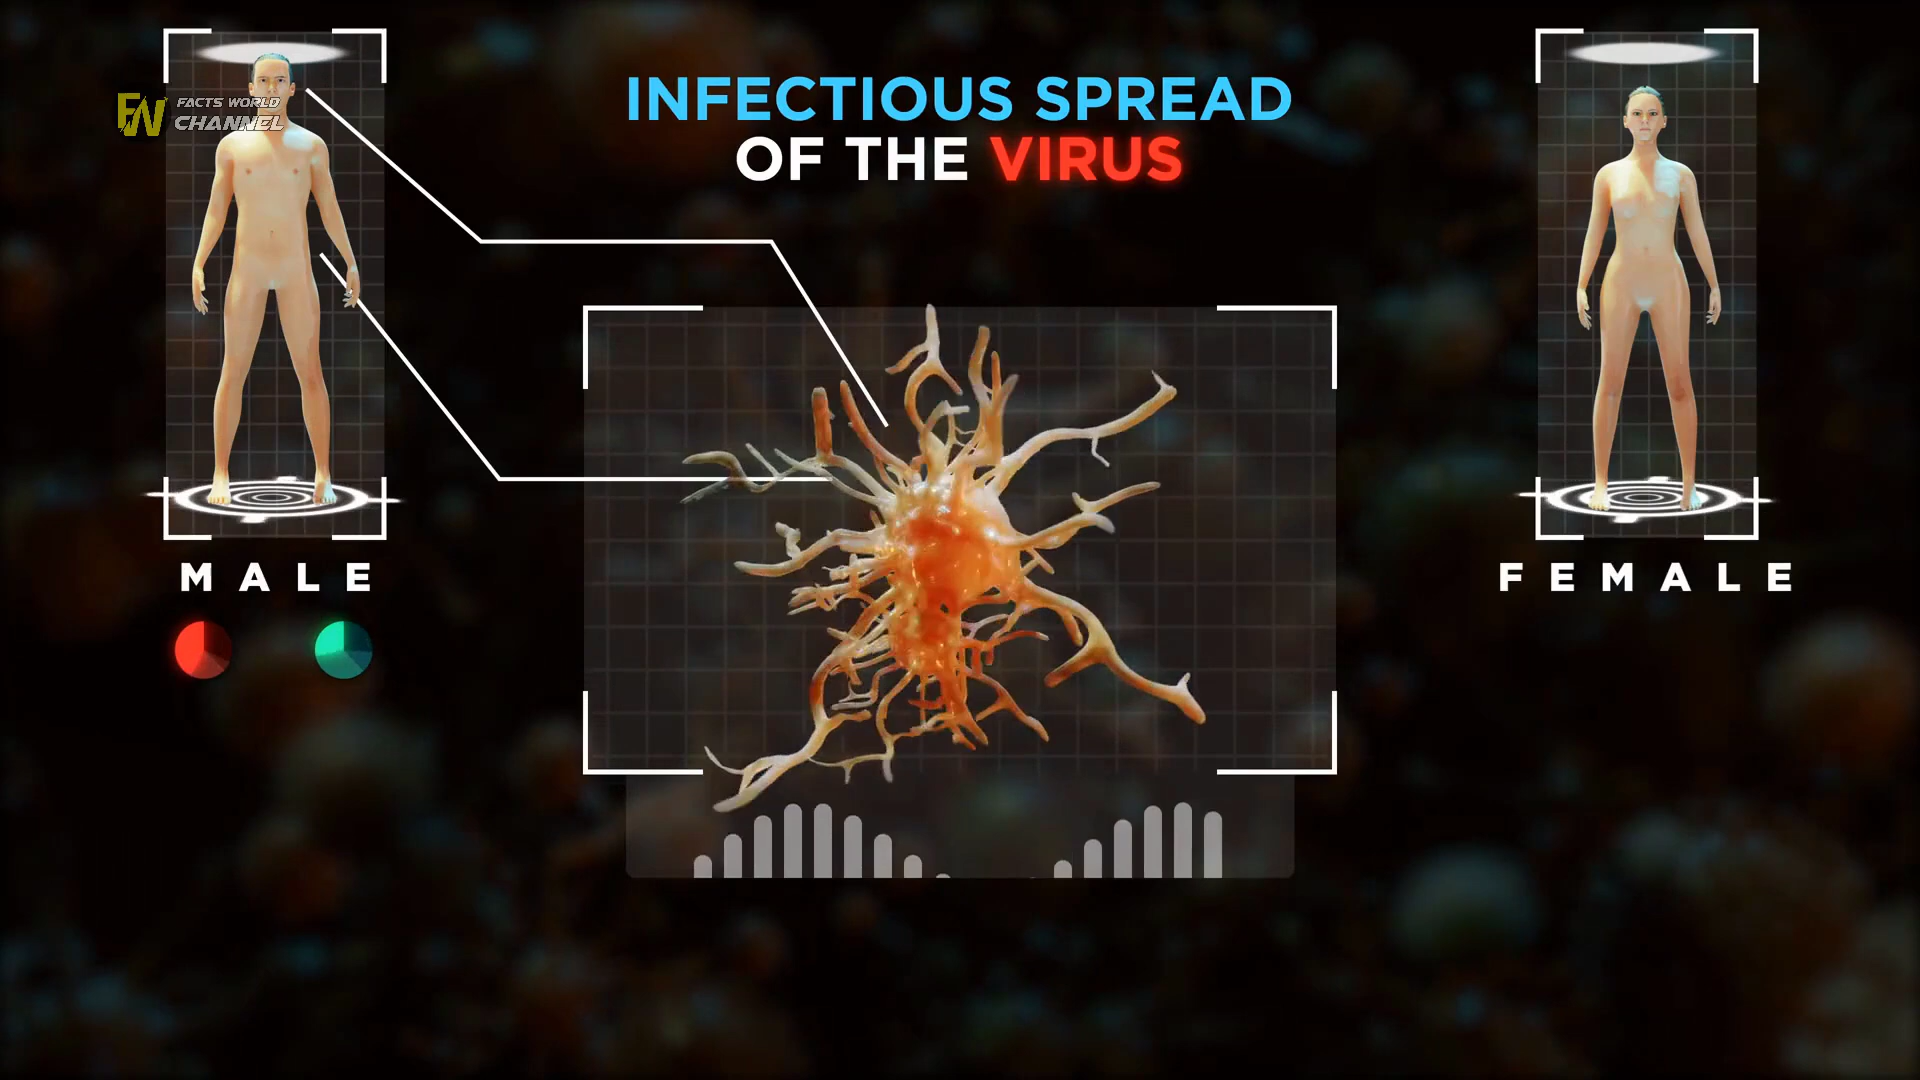 FW FACTS WORLD
CHANNEL
INFECTIOUS SPREAD
OF THE VIRUS
MALE
FEMALE